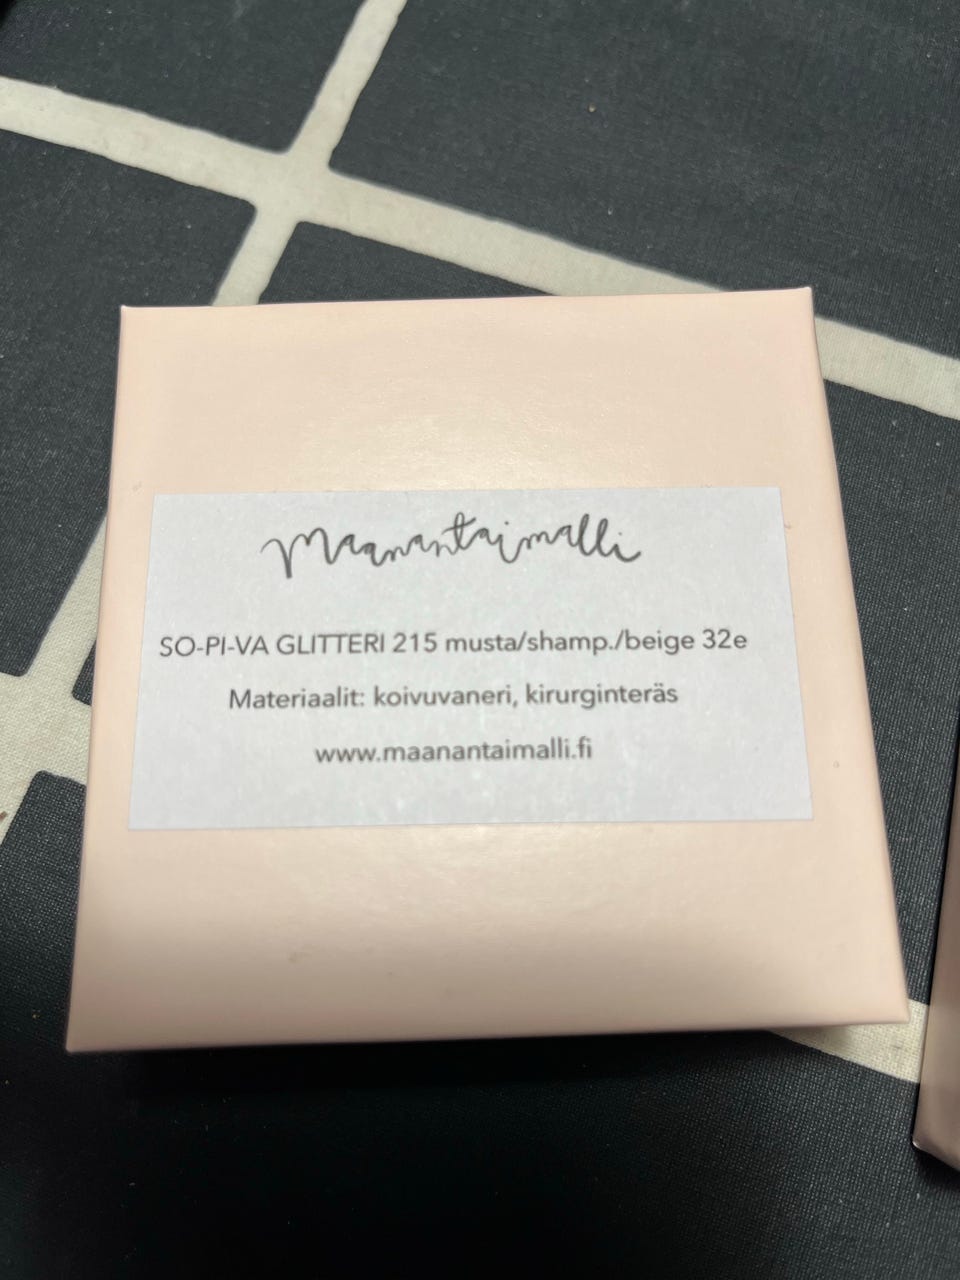 maanantaimalli
SO-PI-VA GLITTERI 215 musta/shamp./beige 32e
Materiaalit: koivuvaneri, kirurginteräs
www.maanantaimalli.fi